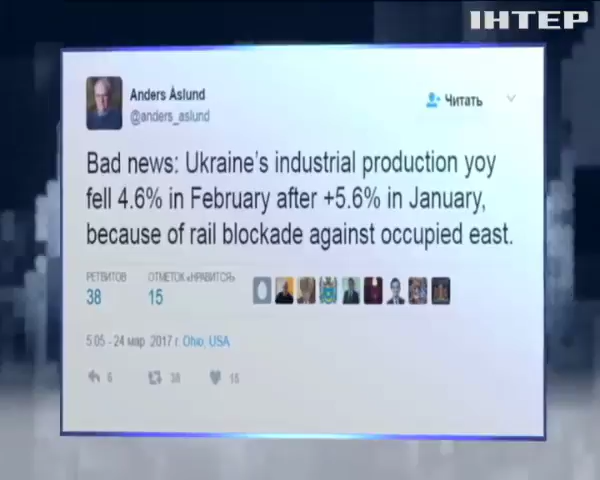 ІНТЕР
Anders Åslund
@anders_aslund
Читать
Bad news: Ukraine's industrial production yoy
fell 4.6% in February after +5.6% in January,
because of rail blockade against occupied east.
РЕТВИТОВ
ОТМЕТОК «НРАВИТСЯ»
38
15
5:05 - 24 мар. 2017 г. Ohio, USA
6
38
15